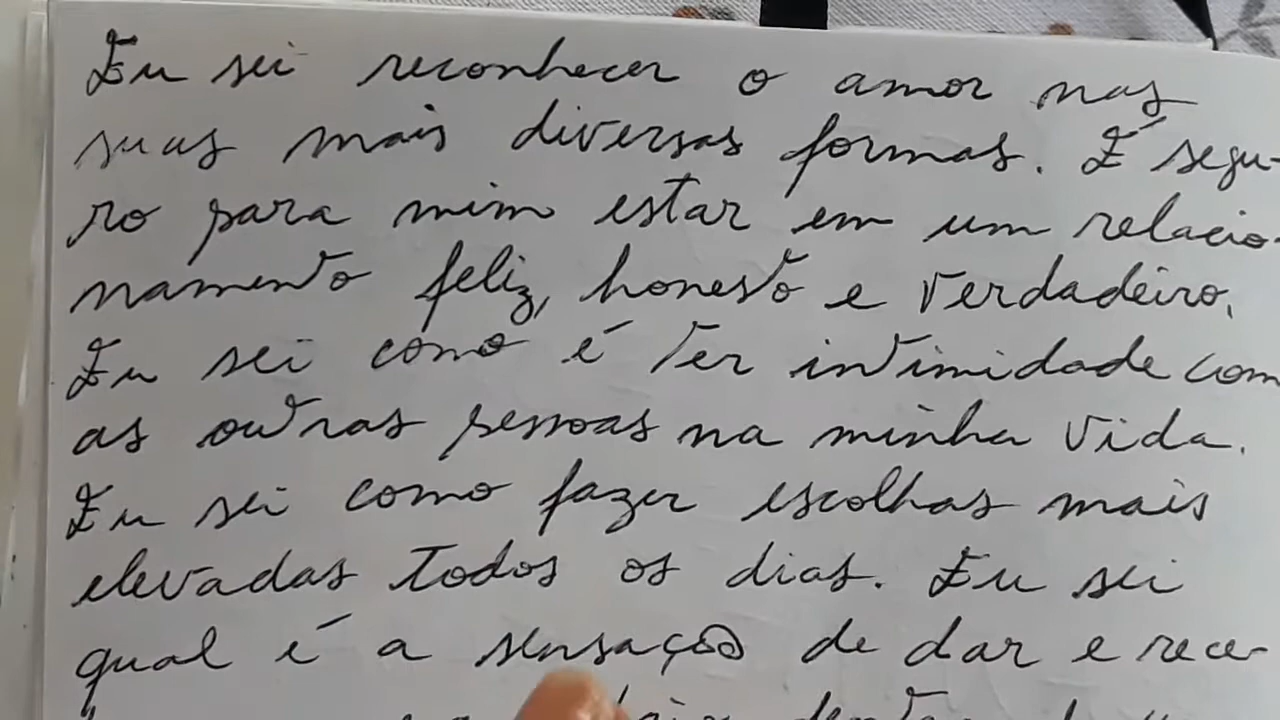 Eu sei reconhecer o amor nas
suas mais diversas formas. É segu-
ro para mim estar em um relacio-
namento feliz, honesto e verdadeiro.
Eu sei como é ter intimidade com
as outras pessoas na minha vida.
Eu sei como fazer escolhas mais
elevadas todos os dias. Eu sei
qual é a sensação de dar e rece-